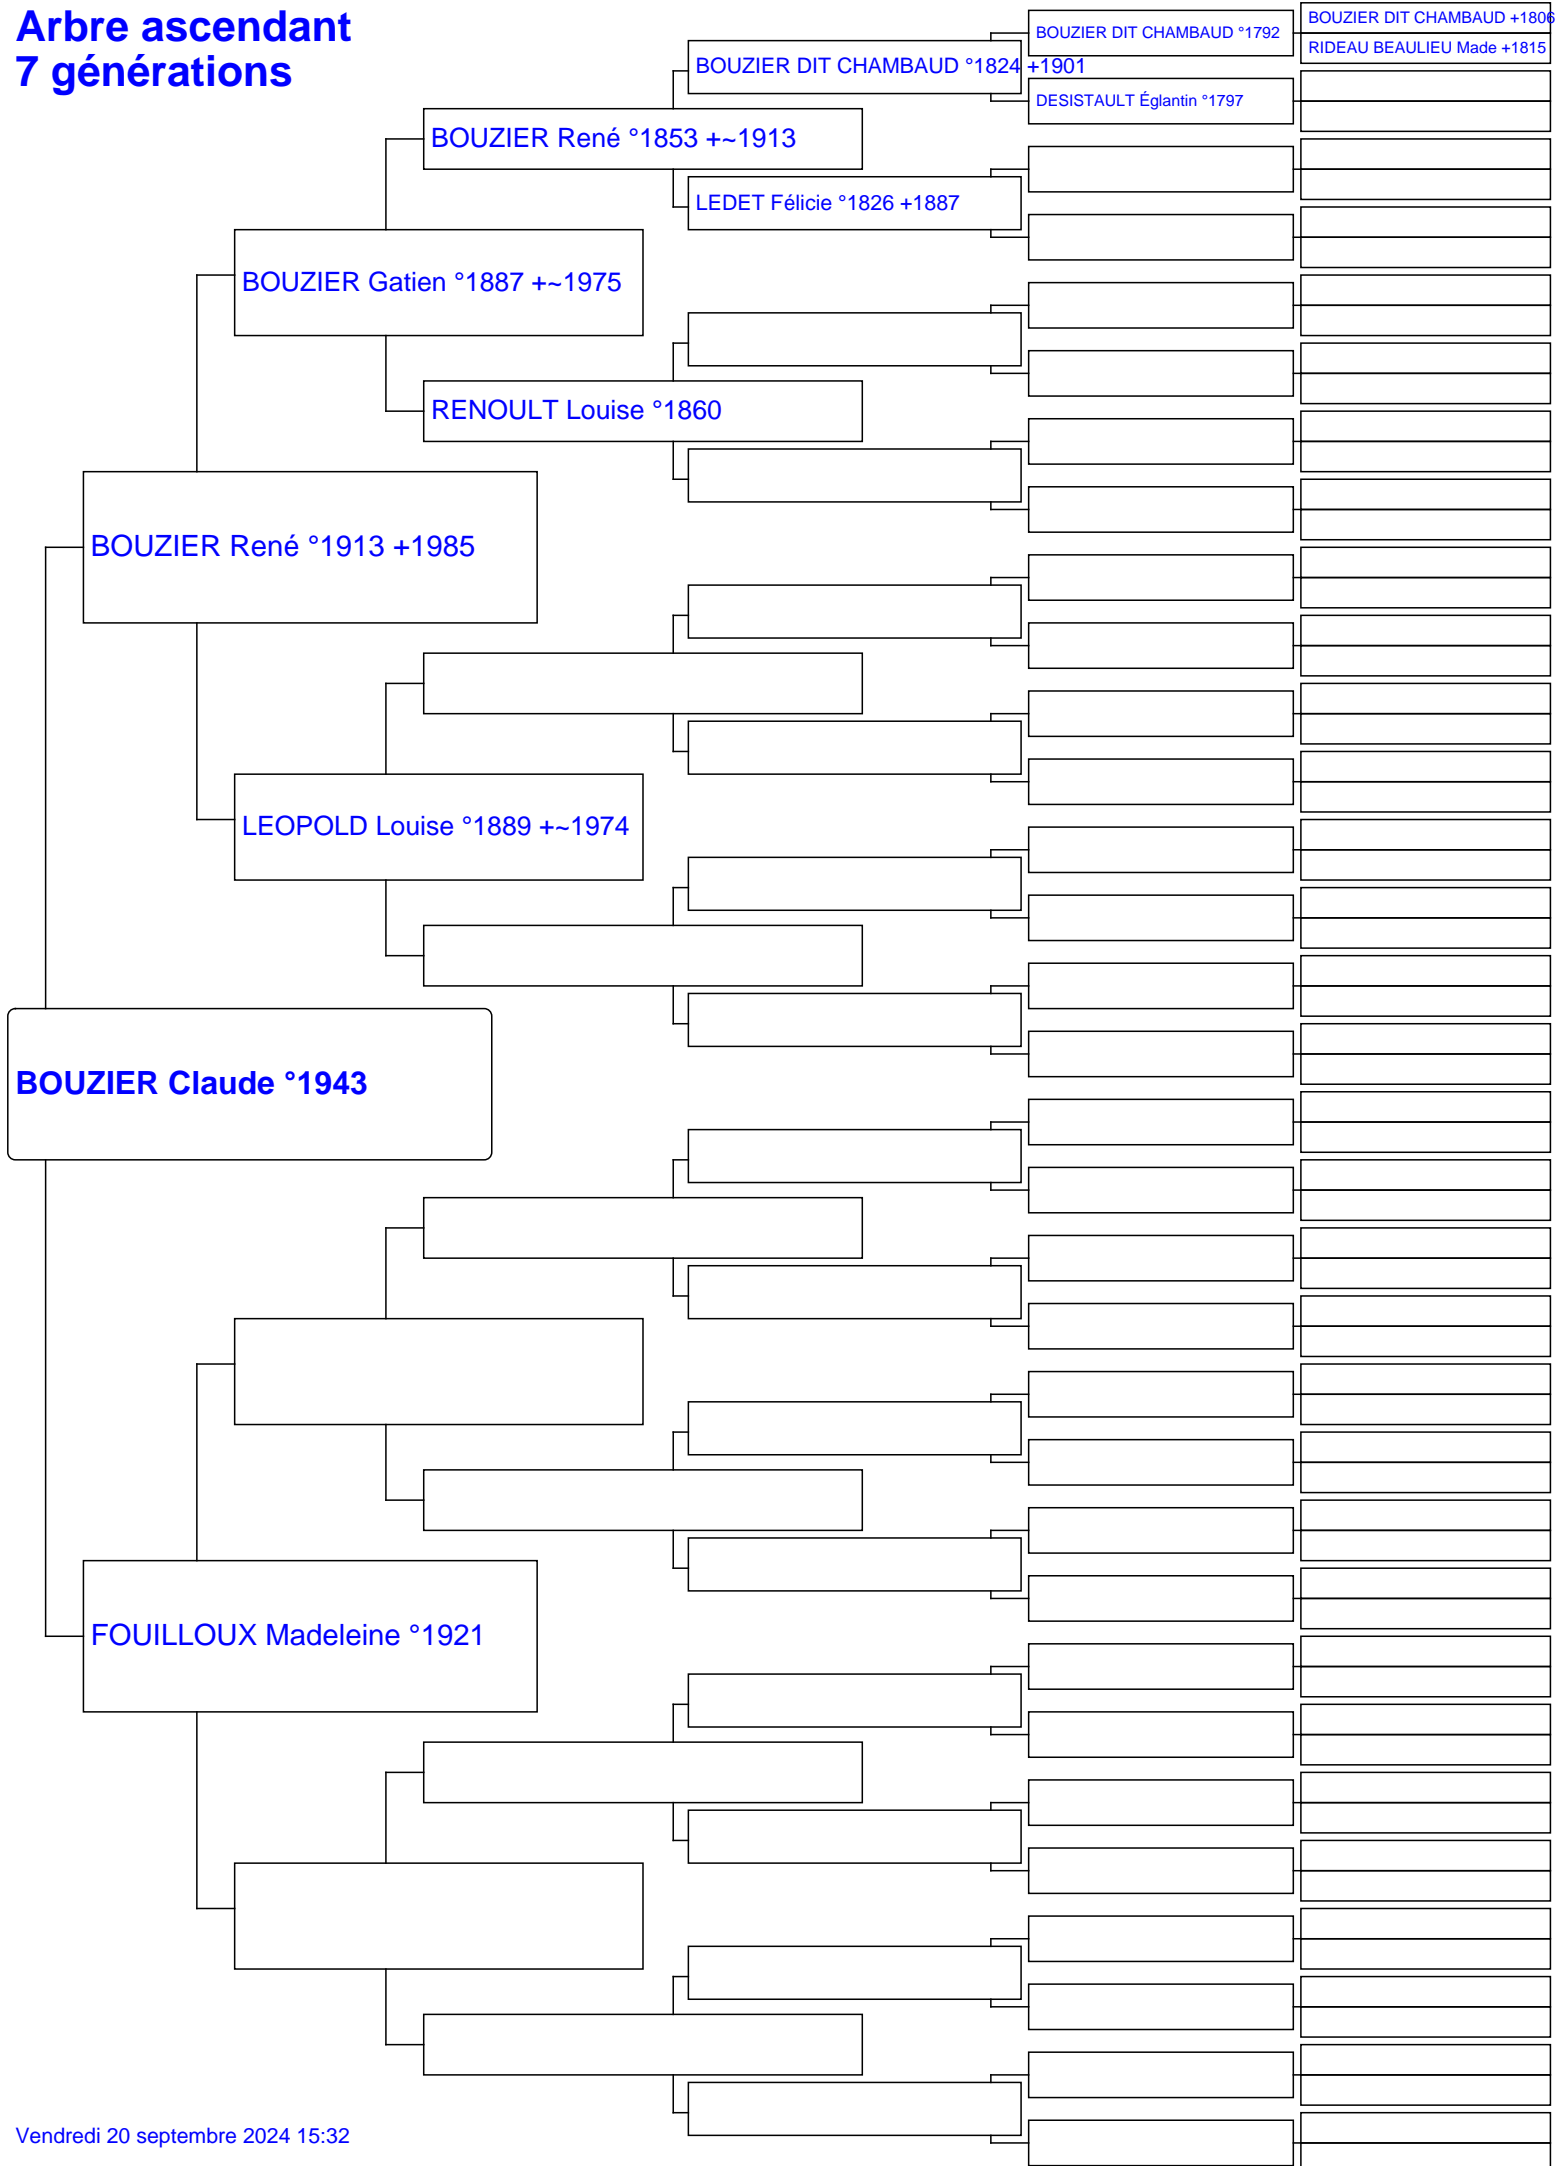 Arbre ascendant
7 générations
BOUZIER DIT CHAMBAUD +1806
RIDEAU BEAULIEU Made +1815
BOUZIER DIT CHAMBAUD °1792
BOUZIER DIT CHAMBAUD °1824 +1901
DESISTAULT Églantin °1797
BOUZIER René °1853 +~1913
LEDET Félicie °1826 +1887
BOUZIER Gatien °1887 +~1975
RENOULT Louise °1860
BOUZIER René °1913 +1985
LEOPOLD Louise °1889 +~1974
BOUZIER Claude °1943
FOUILLOUX Madeleine °1921
Vendredi 20 septembre 2024 15:32